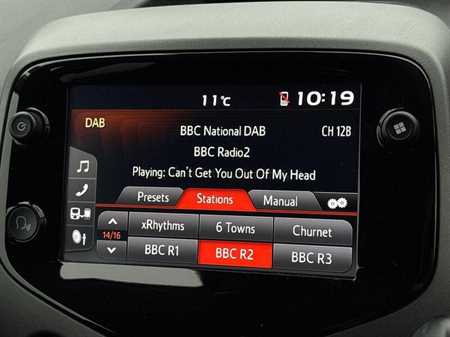 11°C 10:19
DAB
BBC National DAB CH 12B
BBC Radio2
Playing: Can't Get You Out Of My Head
Presets Stations Manual
xRhythms 6 Towns Churnet
14/16
BBC R1 BBC R2 BBC R3